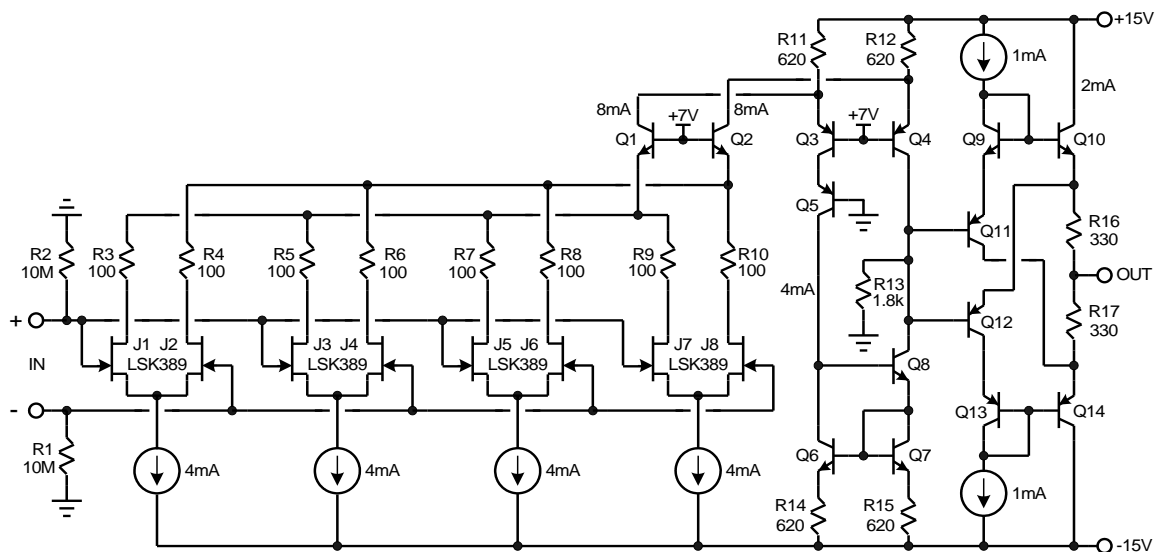 +15V
R11
620
R12
620
1mA
2mA
8mA
8mA
+7V
+7V
Q1
Q2
Q3
Q4
Q9
Q10
Q5
R2
10M
R3
100
R4
100
R5
100
R6
100
R7
100
R8
100
R9
100
R10
100
Q11
R16
330
4mA
R13
1.8k
OUT
+
Q12
R17
330
IN
J1 J2
LSK389
J3 J4
LSK389
J5 J6
LSK389
J7 J8
LSK389
Q8
-
Q13
Q14
R1
10M
4mA
4mA
4mA
4mA
Q6
Q7
R14
620
R15
620
1mA
-15V